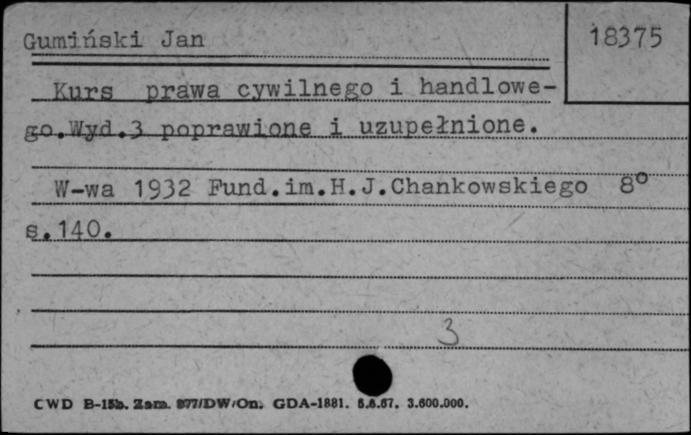 Gumiński Jan
18375
Kurs prawa cywilnego i handlowe-
go.Wyd.3 poprawione i uzupełnione.
W-wa 1932 Fund.im.H.J.Chankowskiego 8°
s.140.
3
CWD B-15b. Zam. 877/DW/On. GDA-1881. 5.6.67. 3.600.000.